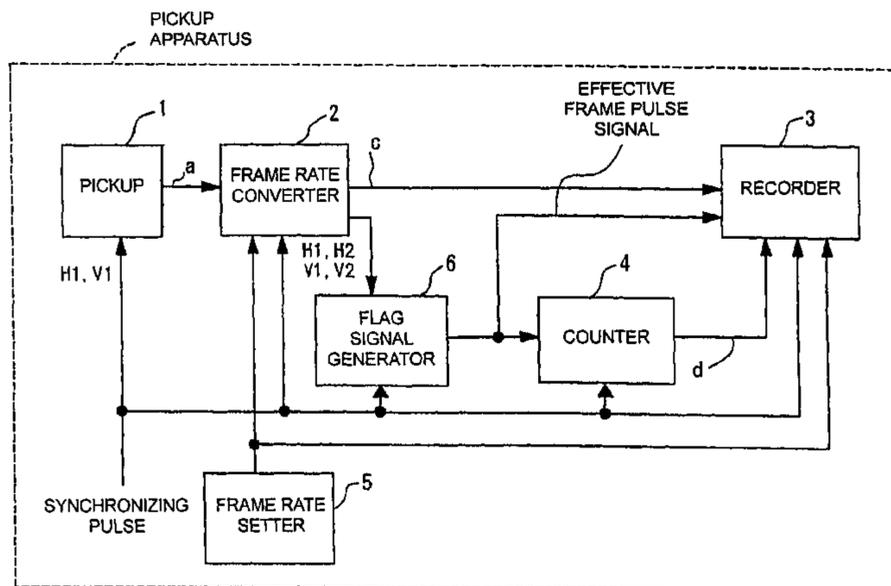 PICKUP
APPARATUS
EFFECTIVE
FRAME PULSE
SIGNAL
1
2
3
PICKUP
a
FRAME RATE
CONVERTER
c
RECORDER
H1, V1
H1, H2
V1, V2
6
4
FLAG
SIGNAL
GENERATOR
COUNTER
d
SYNCHRONIZING
PULSE
FRAME RATE
SETTER
5